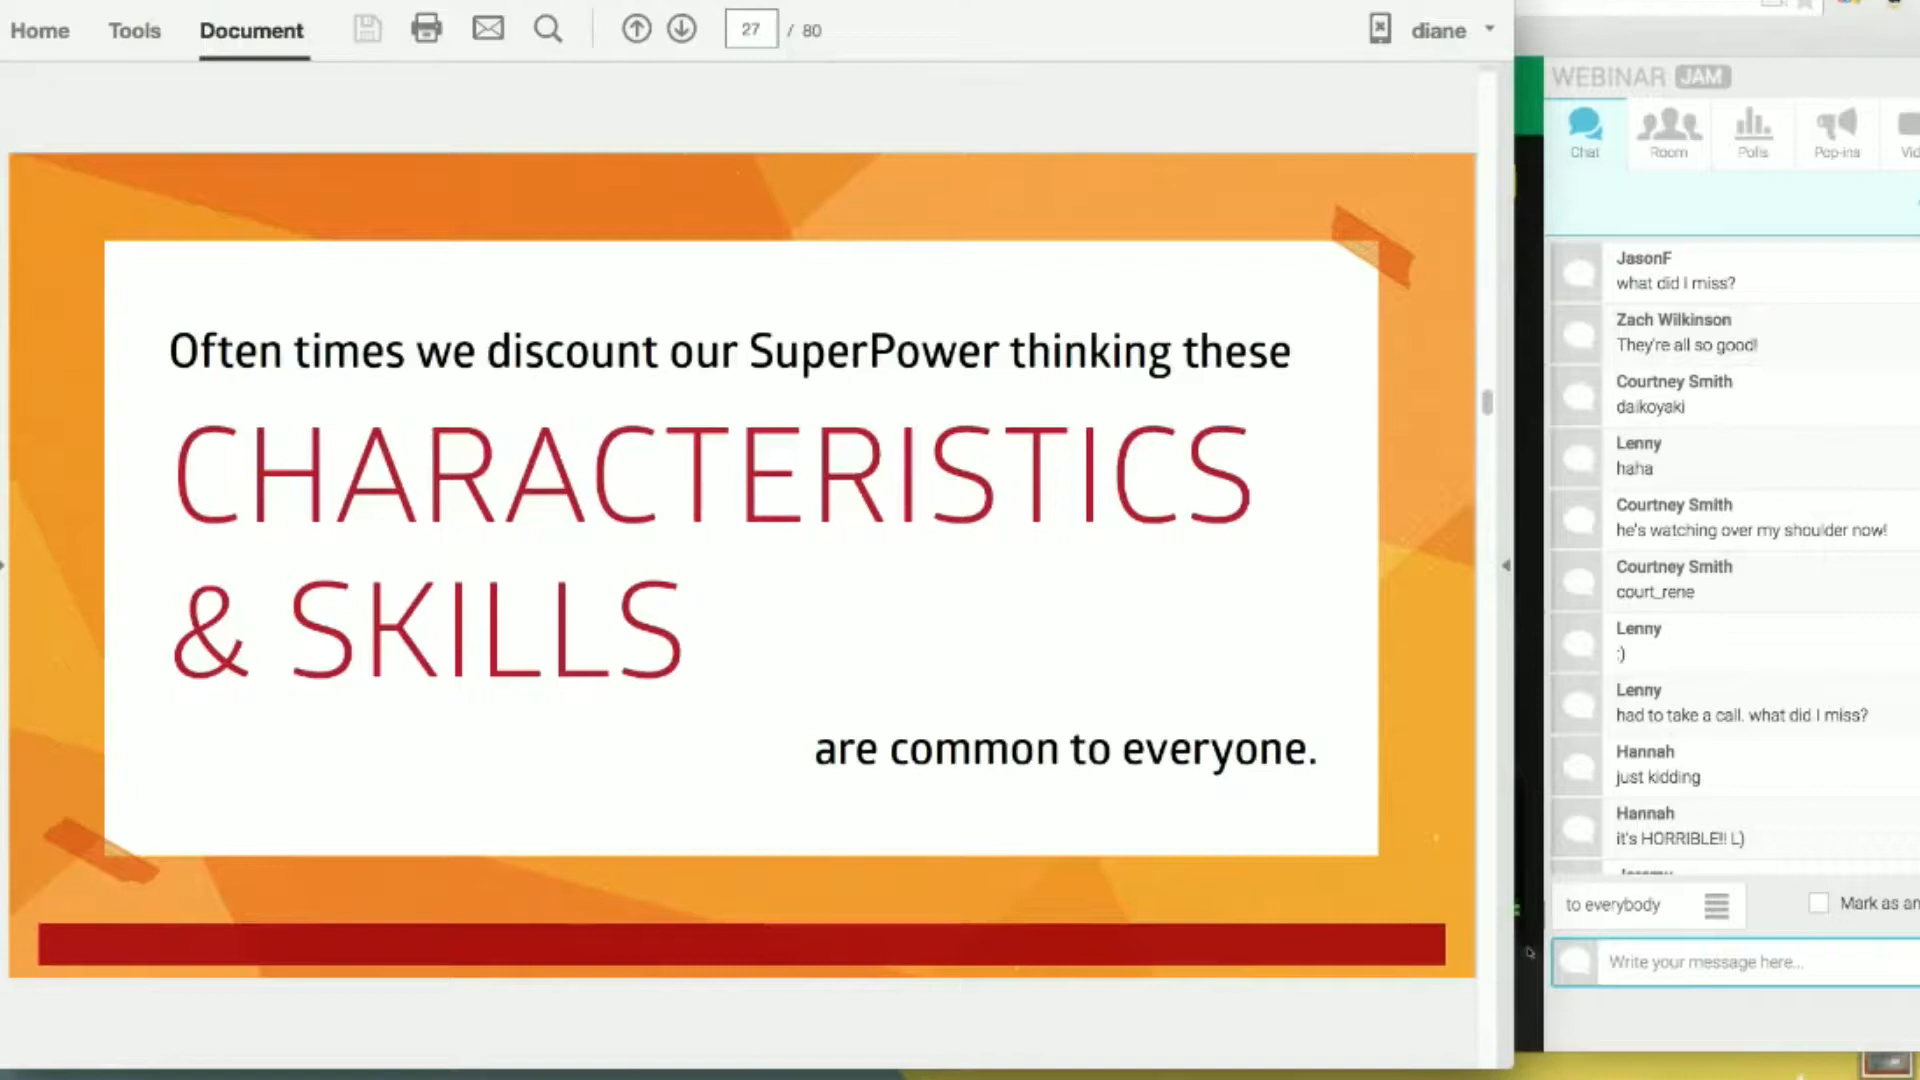 Home Tools Document 27 / 80 diane
Often times we discount our SuperPower thinking these
CHARACTERISTICS
& SKILLS
are common to everyone.
WEBINAR JAM
Chat Room Polls Pop-ins
JasonF
what did I miss?
Zach Wilkinson
They're all so good!
Courtney Smith
daikoyaki
Lenny
haha
Courtney Smith
he's watching over my shoulder now!
Courtney Smith
court_rene
Lenny
:)
Lenny
had to take a call. what did I miss?
Hannah
just kidding
Hannah
it's HORRIBLE!! L)
to everybody Mark as
Write your message here...